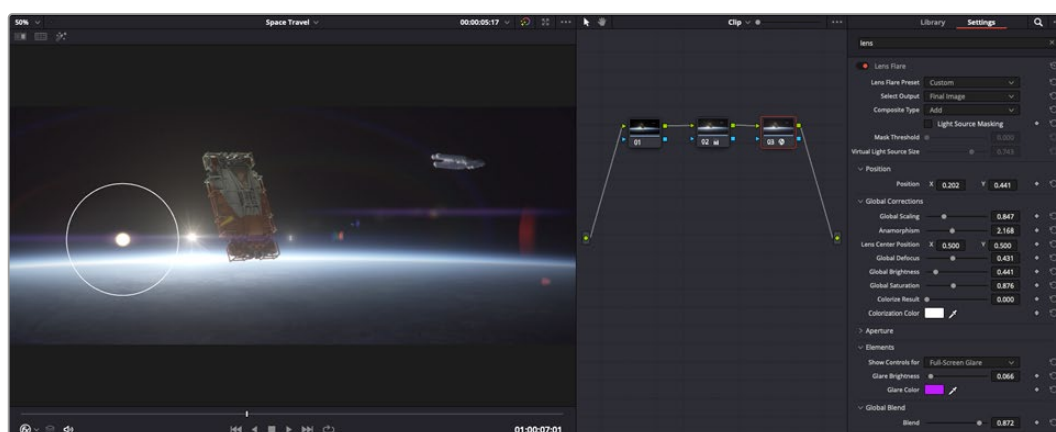 50% Space Travel 00:00:05:17 Clip Library Settings
lens
Lens Flare
Lens Flare Preset Custom
Select Output Final Image
Composite Type Add
Light Source Masking
Mask Threshold 0.000
Virtual Light Source Size 0.745
Position
Position X 0.202 Y 0.441
Global Corrections
Global Scaling 0.847
Anamorphism 2.168
Lens Center Position X 0.500 Y 0.500
Global Defocus 0.431
Global Brightness 0.441
Global Saturation 0.876
Colorize Result 0.000
Colorization Color
Aperture
Elements
Show Controls for Full-Screen Glare
Glare Brightness 0.066
Glare Color
Global Blend
Blend 0.872
01 02 03
01:00:07:01